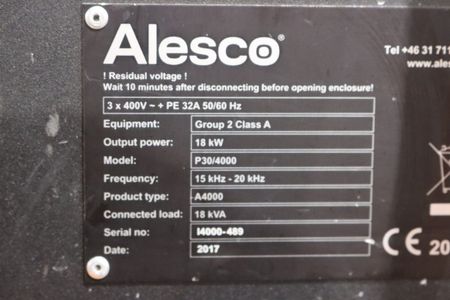 Alesco®
Tel +46 31 711
www.ales
! Residual voltage !
Wait 10 minutes after disconnecting before opening enclosure!
3 x 400V ~ + PE 32A 50/60 Hz
Equipment: Group 2 Class A
Output power: 18 kW
Model: P30/4000
Frequency: 15 kHz - 20 kHz
Product type: A4000
Connected load: 18 kVA
Serial no: I4000-489
Date: 2017
CE 20